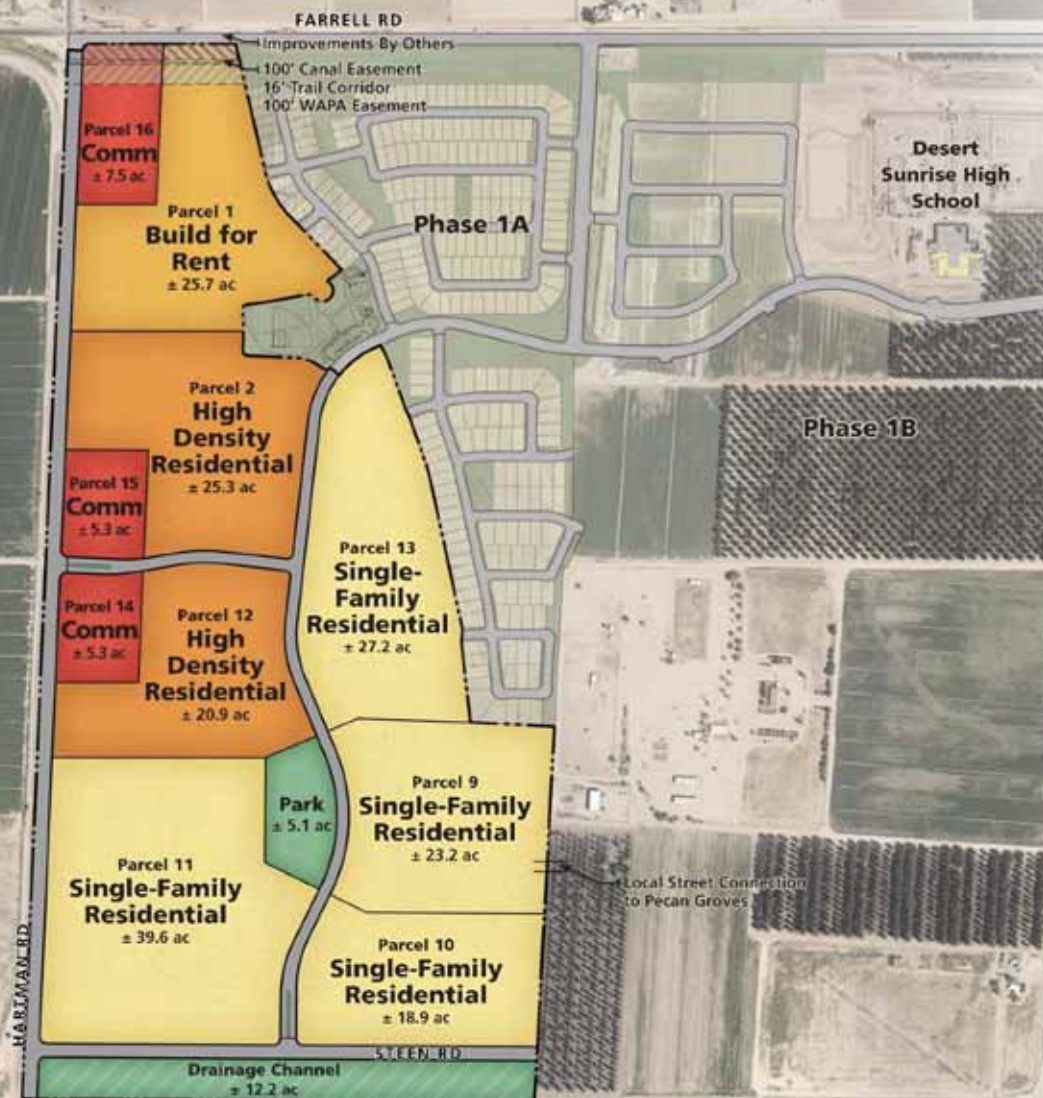 FARRELL RD
Improvements By Others
100' Canal Easement
16' Trail Corridor
100' WAPA Easement
Parcel 16
Comm
± 7.5 ac
Parcel 1
Build for
Rent
± 25.7 ac
Phase 1A
Desert
Sunrise High
School
Parcel 2
High
Density
Residential
± 25.3 ac
Phase 1B
Parcel 15
Comm
± 5.3 ac
Parcel 13
Single-
Family
Residential
± 27.2 ac
Parcel 14
Comm
± 5.3 ac
Parcel 12
High
Density
Residential
± 20.9 ac
Park
± 5.1 ac
Parcel 9
Single-Family
Residential
± 23.2 ac
Parcel 11
Single-Family
Residential
± 39.6 ac
Local Street Connection
to Pecan Groves
Parcel 10
Single-Family
Residential
± 18.9 ac
HARTMAN RD
STEEN RD
Drainage Channel
± 12.2 ac